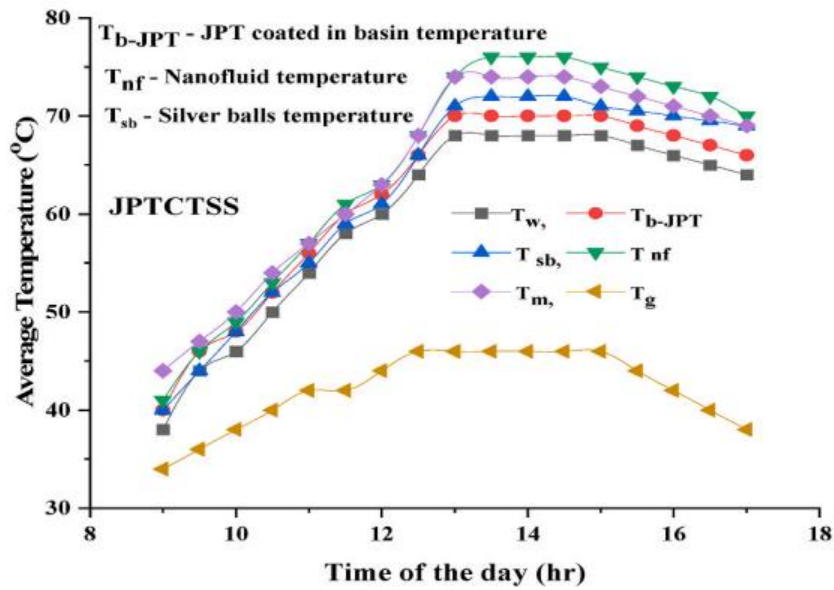 T_b-JPT - JPT coated in basin temperature
T_nf - Nanofluid temperature
T_sb - Silver balls temperature
JPTCTSS
T_w, T_b-JPT
T_sb, T_nf
T_m, T_g
80
70
60
50
40
30
8 10 12 14 16 18
Average Temperature (°C)
Time of the day (hr)